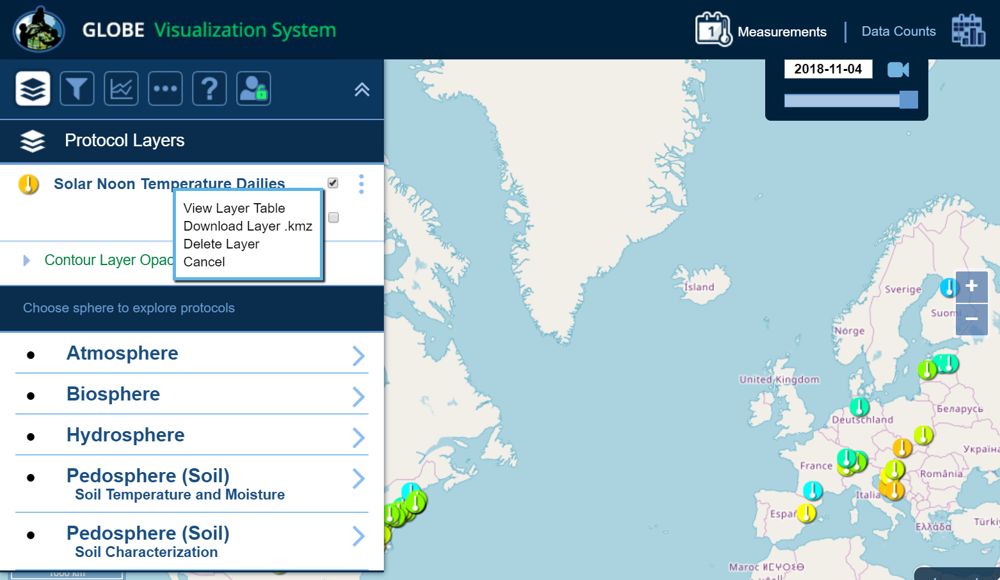 GLOBE Visualization System
1
Measurements
Data Counts
2018-11-04
?
Protocol Layers
Solar Noon Temperature Dailies
View Layer Table
Download Layer .kmz
Delete Layer
Cancel
Contour Layer Opac
Choose sphere to explore protocols
Atmosphere
Biosphere
Hydrosphere
Pedosphere (Soil)
Soil Temperature and Moisture
Pedosphere (Soil)
Soil Characterization
1000 km
Ísland
Sverige
+
Suomi
−
Norge
United Kingdom
Беларусь
Deutschland
Україна
France
România
Italia
Españ
Ελλάδα
Türki
Maroc ⵍⵎⵖⵔⵉⴱ